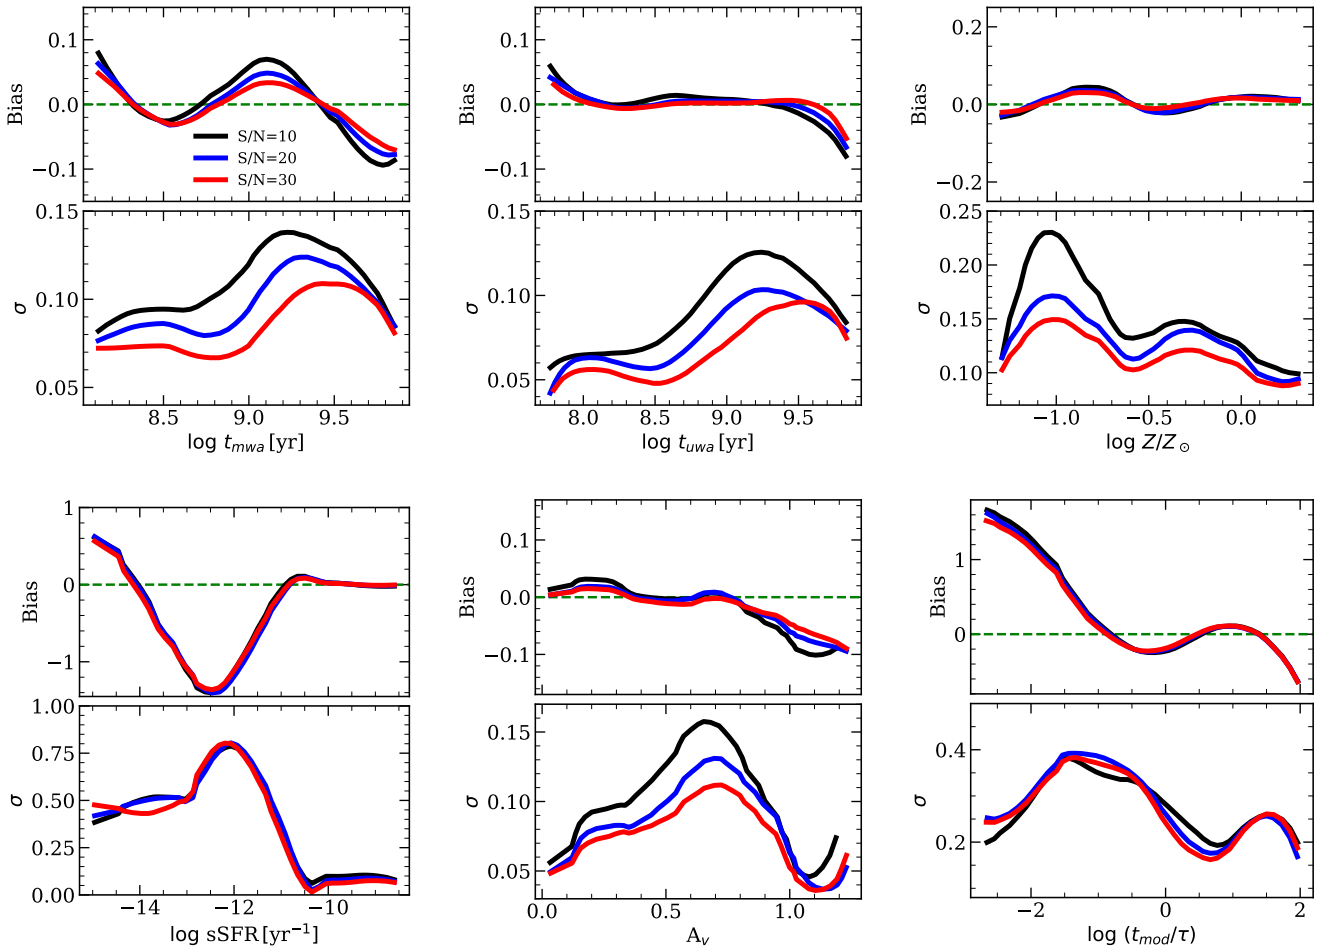 0.1
0.0
−0.1
Bias
S/N=10
S/N=20
S/N=30
0.15
0.10
0.05
σ
8.5 9.0 9.5
log t_mwa [yr]
0.1
0.0
−0.1
Bias
0.15
0.10
0.05
σ
8.0 8.5 9.0 9.5
log t_uwa [yr]
0.2
0.0
−0.2
Bias
0.25
0.20
0.15
0.10
σ
−1.0 −0.5 0.0
log Z/Z⊙
1
0
−1
Bias
1.00
0.75
0.50
0.25
0.00
σ
−14 −12 −10
log sSFR [yr⁻¹]
0.1
0.0
−0.1
Bias
0.15
0.10
0.05
σ
0.0 0.5 1.0
A_v
1
0
Bias
0.4
0.2
σ
−2 0 2
log (t_mod/τ)